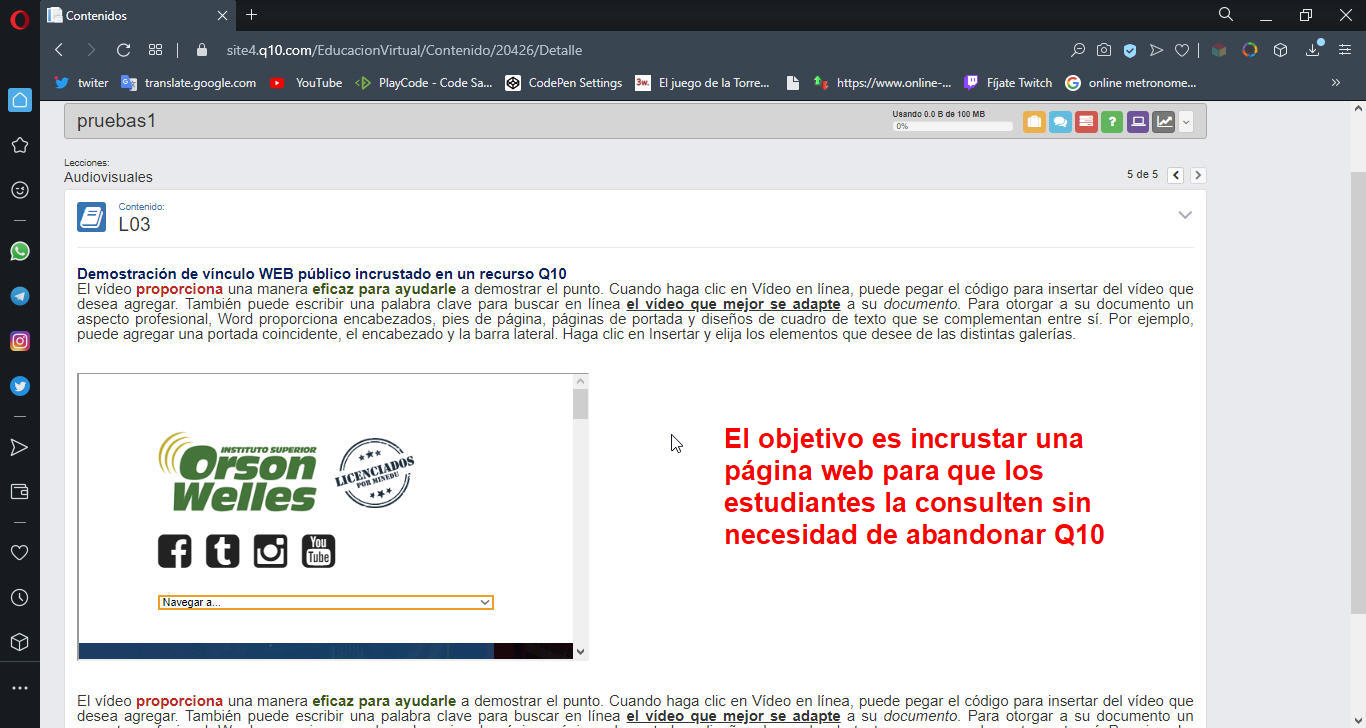 Contenidos
site4.q10.com/EducacionVirtual/Contenido/20426/Detalle
twiter
translate.google.com
YouTube
PlayCode - Code Sa...
CodePen Settings
3w.
El juego de la Torre...
https://www.online-...
Fíjate Twitch
online metronome...
pruebas1
Usando 0.0 B de 100 MB
0%
Lecciones:
Audiovisuales
5 de 5
Contenido:
L03
Demostración de vínculo WEB público incrustado en un recurso Q10
El vídeo proporciona una manera eficaz para ayudarle a demostrar el punto. Cuando haga clic en Vídeo en línea, puede pegar el código para insertar del vídeo que
desea agregar. También puede escribir una palabra clave para buscar en línea el vídeo que mejor se adapte a su documento. Para otorgar a su documento un
aspecto profesional, Word proporciona encabezados, pies de página, páginas de portada y diseños de cuadro de texto que se complementan entre sí. Por ejemplo,
puede agregar una portada coincidente, el encabezado y la barra lateral. Haga clic en Insertar y elija los elementos que desee de las distintas galerías.
INSTITUTO SUPERIOR
Orson
Welles
LICENCIADOS
POR MINEDU
You
Tube
Navegar a...
El objetivo es incrustar una
página web para que los
estudiantes la consulten sin
necesidad de abandonar Q10
El vídeo proporciona una manera eficaz para ayudarle a demostrar el punto. Cuando haga clic en Vídeo en línea, puede pegar el código para insertar del vídeo que
desea agregar. También puede escribir una palabra clave para buscar en línea el vídeo que mejor se adapte a su documento. Para otorgar a su documento un